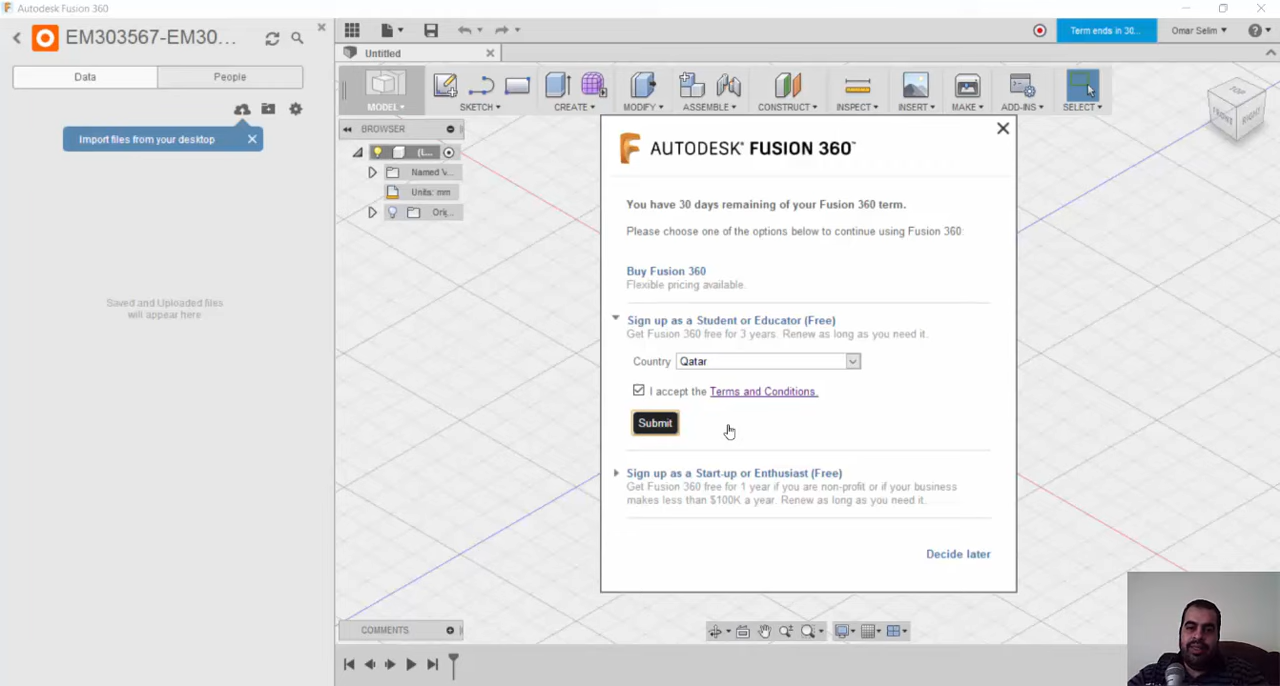 Autodesk Fusion 360
EM303567-EM30...
Data
People
Import files from your desktop
Saved and Uploaded files
will appear here
Untitled
Term ends in 30...
Omar Selim
MODEL
SKETCH
CREATE
MODIFY
ASSEMBLE
CONSTRUCT
INSPECT
INSERT
MAKE
ADD-INS
SELECT
TOP
FRONT
RIGHT
BROWSER
(...
Named V...
Units: mm
Orig...
AUTODESK® FUSION 360™
You have 30 days remaining of your Fusion 360 term.
Please choose one of the options below to continue using Fusion 360:
Buy Fusion 360
Flexible pricing available.
Sign up as a Student or Educator (Free)
Get Fusion 360 free for 3 years. Renew as long as you need it.
Country Qatar
I accept the Terms and Conditions.
Submit
Sign up as a Start-up or Enthusiast (Free)
Get Fusion 360 free for 1 year if you are non-profit or if your business
makes less than $100K a year. Renew as long as you need it.
Decide later
COMMENTS